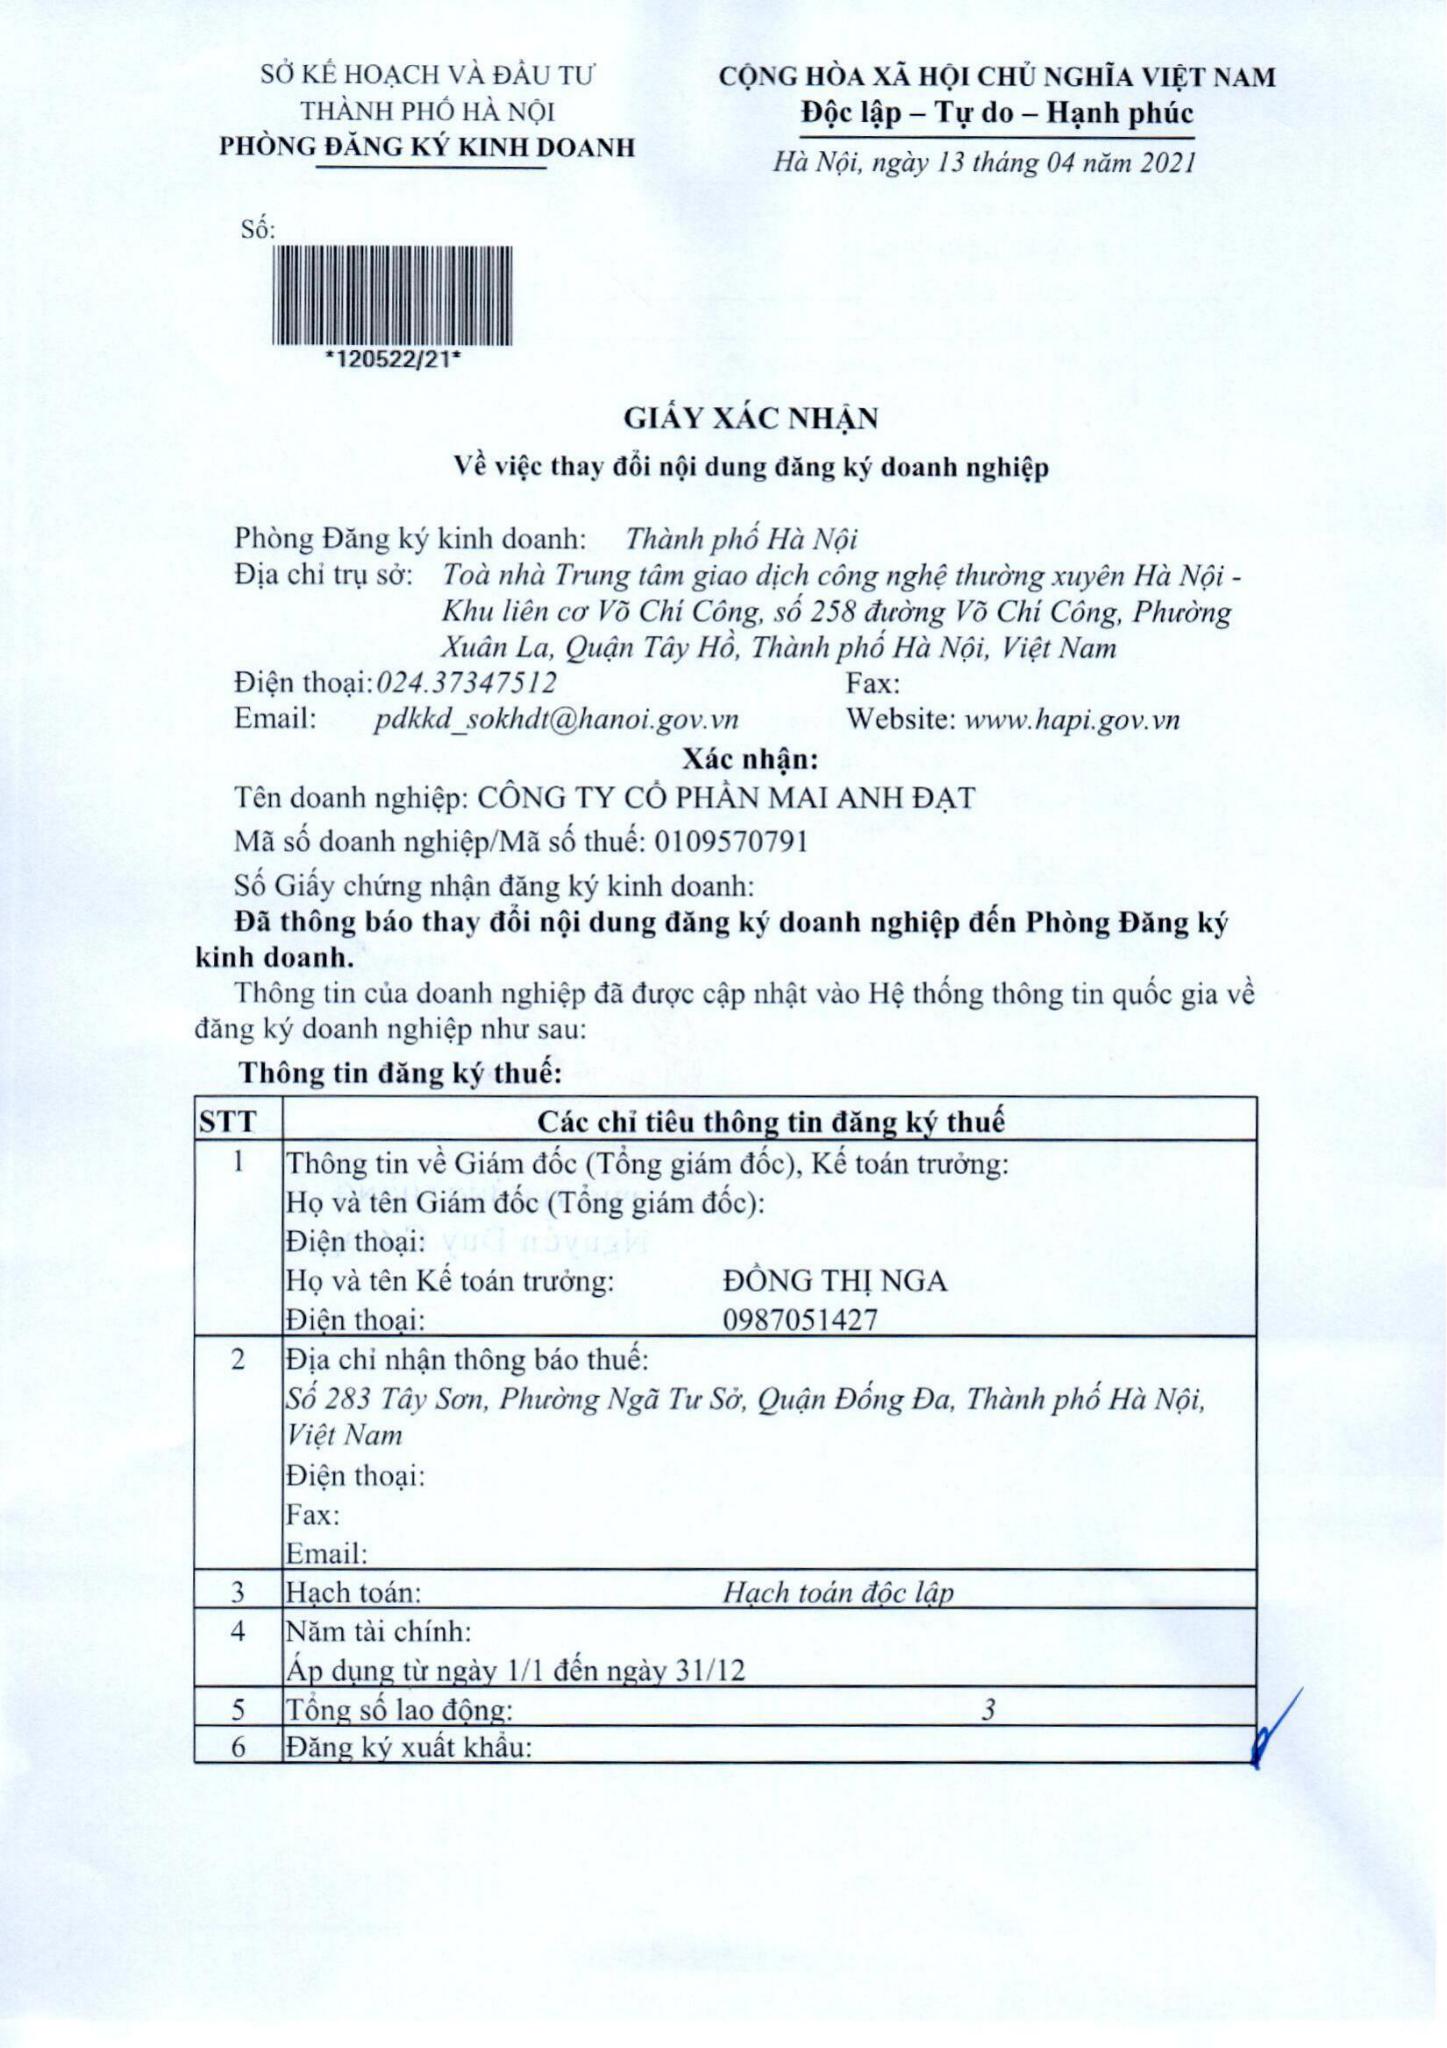 SỞ KẾ HOẠCH VÀ ĐẦU TƯ
THÀNH PHỐ HÀ NỘI
PHÒNG ĐĂNG KÝ KINH DOANH
CỘNG HÒA XÃ HỘI CHỦ NGHĨA VIỆT NAM
Độc lập – Tự do – Hạnh phúc
Hà Nội, ngày 13 tháng 04 năm 2021
Số:
*120522/21*
GIẤY XÁC NHẬN
Về việc thay đổi nội dung đăng ký doanh nghiệp
Phòng Đăng ký kinh doanh: Thành phố Hà Nội
Địa chỉ trụ sở: Toà nhà Trung tâm giao dịch công nghệ thường xuyên Hà Nội -
Khu liên cơ Võ Chí Công, số 258 đường Võ Chí Công, Phường
Xuân La, Quận Tây Hồ, Thành phố Hà Nội, Việt Nam
Điện thoại: 024.37347512 Fax:
Email: pdkkd_sokhdt@hanoi.gov.vn Website: www.hapi.gov.vn
Xác nhận:
Tên doanh nghiệp: CÔNG TY CỔ PHẦN MAI ANH ĐẠT
Mã số doanh nghiệp/Mã số thuế: 0109570791
Số Giấy chứng nhận đăng ký kinh doanh:
Đã thông báo thay đổi nội dung đăng ký doanh nghiệp đến Phòng Đăng ký
kinh doanh.
Thông tin của doanh nghiệp đã được cập nhật vào Hệ thống thông tin quốc gia về
đăng ký doanh nghiệp như sau:
Thông tin đăng ký thuế:
STT Các chỉ tiêu thông tin đăng ký thuế
1 Thông tin về Giám đốc (Tổng giám đốc), Kế toán trưởng:
Họ và tên Giám đốc (Tổng giám đốc):
Điện thoại:
Họ và tên Kế toán trưởng: ĐỒNG THỊ NGA
Điện thoại: 0987051427
2 Địa chỉ nhận thông báo thuế:
Số 283 Tây Sơn, Phường Ngã Tư Sở, Quận Đống Đa, Thành phố Hà Nội,
Việt Nam
Điện thoại:
Fax:
Email:
3 Hạch toán: Hạch toán độc lập
4 Năm tài chính:
Áp dụng từ ngày 1/1 đến ngày 31/12
5 Tổng số lao động: 3
6 Đăng ký xuất khẩu: